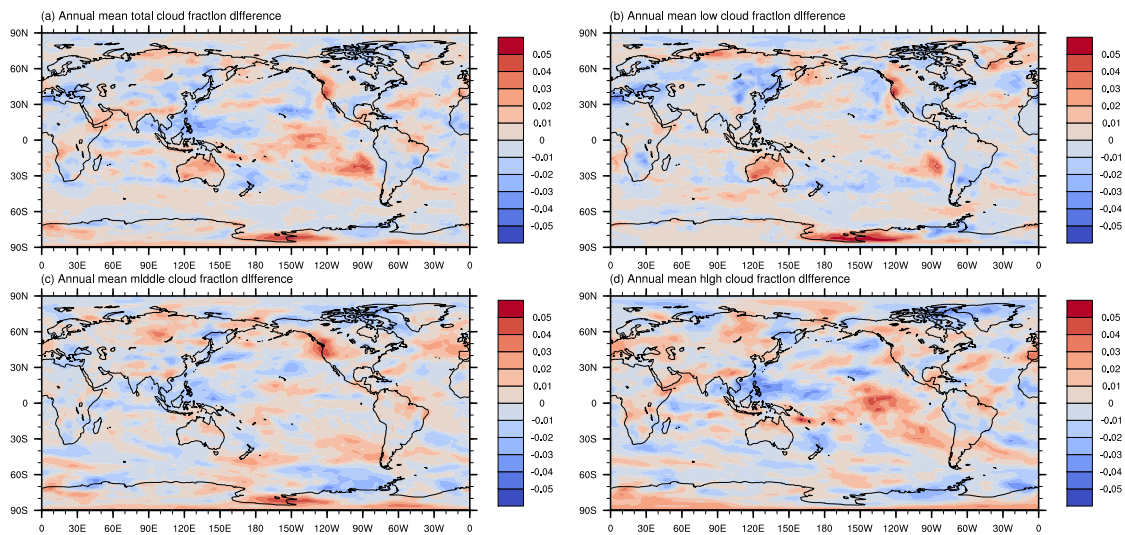 (a) Annual mean total cloud fraction difference
90N
60N
30N
0
30S
60S
90S
0 30E 60E 90E 120E 150E 180 150W 120W 90W 60W 30W 0
0.05
0.04
0.03
0.02
0.01
0
-0.01
-0.02
-0.03
-0.04
-0.05
(b) Annual mean low cloud fraction difference
90N
60N
30N
0
30S
60S
90S
0 30E 60E 90E 120E 150E 180 150W 120W 90W 60W 30W 0
0.05
0.04
0.03
0.02
0.01
0
-0.01
-0.02
-0.03
-0.04
-0.05
(c) Annual mean middle cloud fraction difference
90N
60N
30N
0
30S
60S
90S
0 30E 60E 90E 120E 150E 180 150W 120W 90W 60W 30W 0
0.05
0.04
0.03
0.02
0.01
0
-0.01
-0.02
-0.03
-0.04
-0.05
(d) Annual mean high cloud fraction difference
90N
60N
30N
0
30S
60S
90S
0 30E 60E 90E 120E 150E 180 150W 120W 90W 60W 30W 0
0.05
0.04
0.03
0.02
0.01
0
-0.01
-0.02
-0.03
-0.04
-0.05